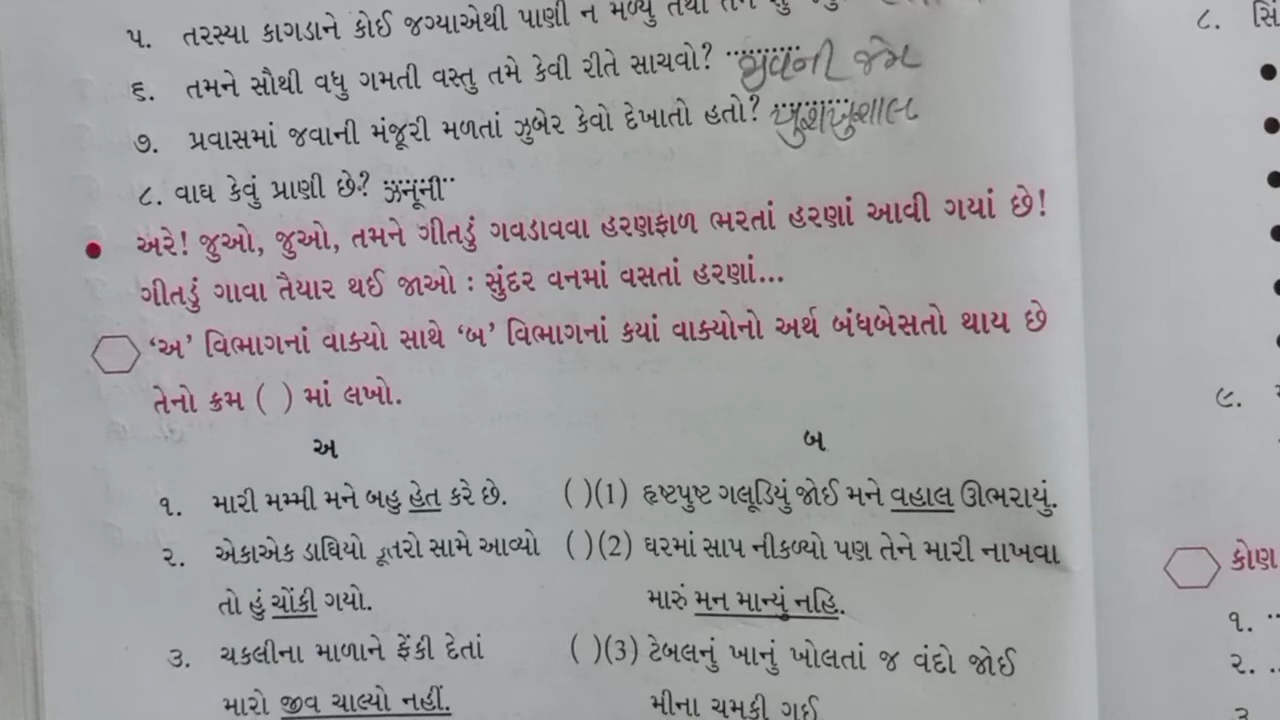 ૫. તરસ્યા કાગડાને કોઈ જગ્યાએથી પાણી ન મળ્યું
૬. તમને સૌથી વધુ ગમતી વસ્તુ તમે કેવી રીતે સાચવો? જીવની જેમ
૭. પ્રવાસમાં જવાની મંજૂરી મળતાં ઝુબેર કેવો દેખાતો હતો? ખુશખુશાલ
૮. વાઘ કેવું પ્રાણી છે? ઝનૂની
• અરે! જુઓ, જુઓ, તમને ગીતડું ગવડાવવા હરણફાળ ભરતાં હરણાં આવી ગયાં છે!
ગીતડું ગાવા તૈયાર થઈ જાઓ : સુંદર વનમાં વસતાં હરણાં...
‘અ’ વિભાગનાં વાક્યો સાથે ‘બ’ વિભાગનાં કયાં વાક્યોનો અર્થ બંધબેસતો થાય છે
તેનો ક્રમ ( ) માં લખો.
અ બ
૧. મારી મમ્મી મને બહુ હેત કરે છે. ( )(1) હૃષ્ટપુષ્ટ ગલૂડિયું જોઈ મને વહાલ ઊભરાયું.
૨. એકાએક ડાઘિયો કૂતરો સામે આવ્યો ( )(2) ઘરમાં સાપ નીકળ્યો પણ તેને મારી નાખવા
તો હું ચોંકી ગયો. મારું મન માન્યું નહિ.
૩. ચકલીના માળાને ફેંકી દેતાં ( )(3) ટેબલનું ખાનું ખોલતાં જ વંદો જોઈ
મારો જીવ ચાલ્યો નહીં. મીના ચમકી ગઈ
૮. સિં
૯.
કોણ
૧.
૨.